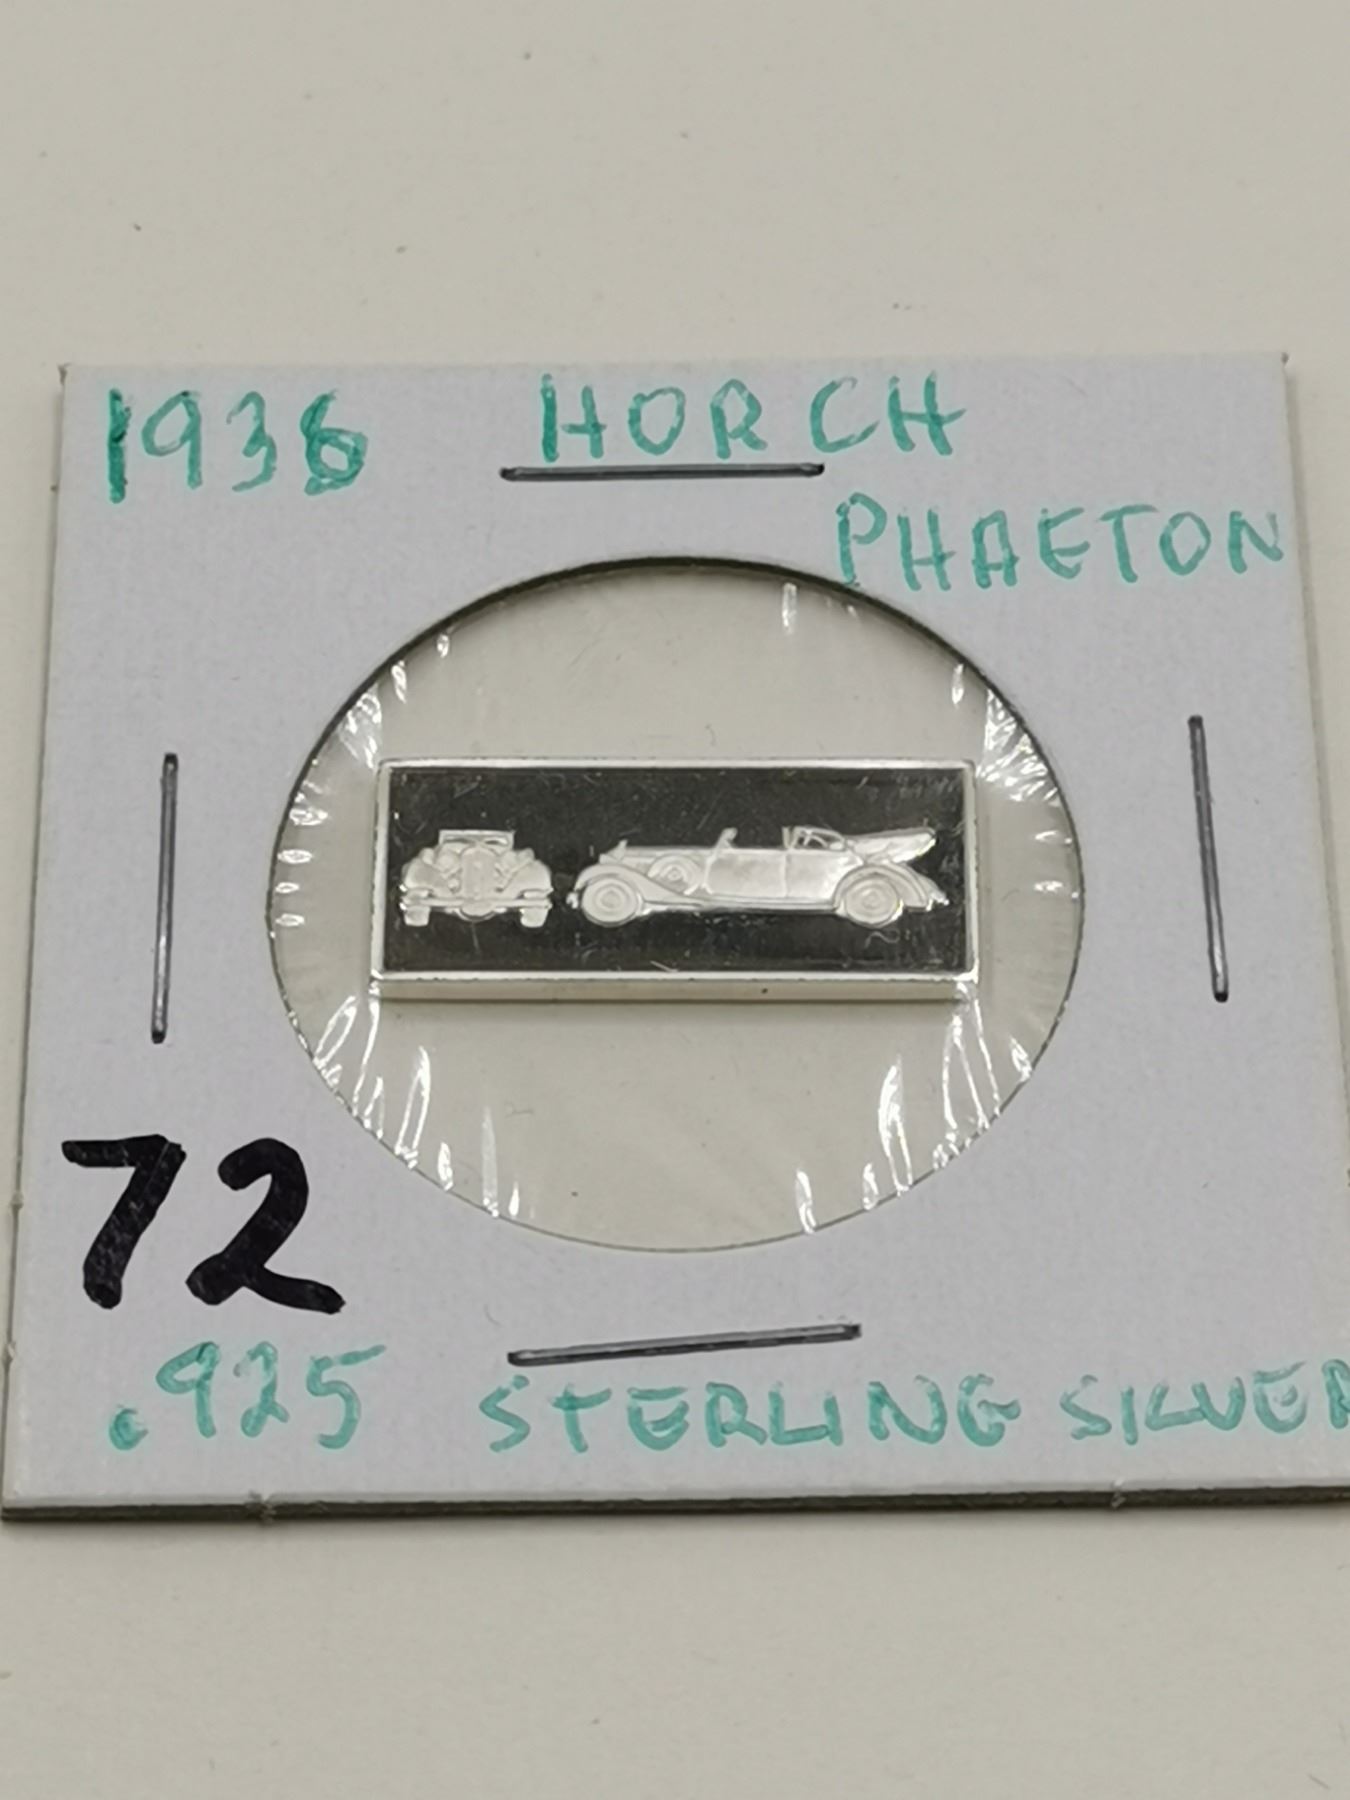 1936 HORCH
PHAETON
72
.925 STERLING SILVER